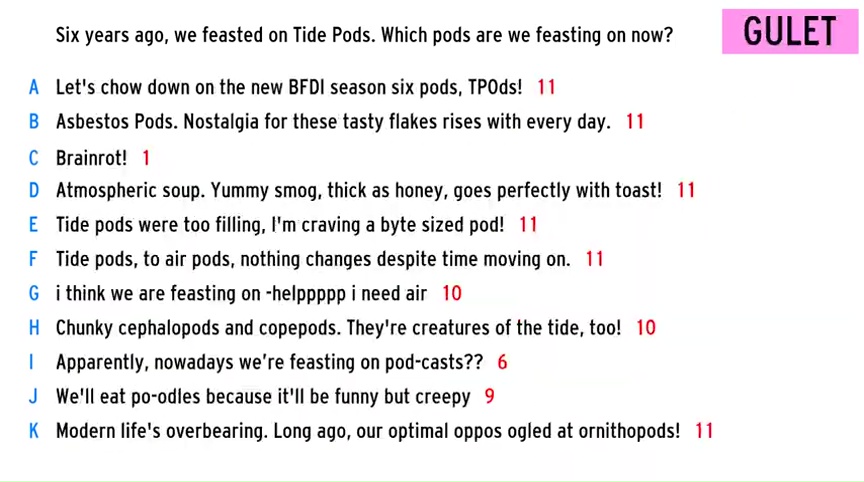 GULET
Six years ago, we feasted on Tide Pods. Which pods are we feasting on now?
A Let's chow down on the new BFDI season six pods, TPOds! 11
B Asbestos Pods. Nostalgia for these tasty flakes rises with every day. 11
C Brainrot! 1
D Atmospheric soup. Yummy smog, thick as honey, goes perfectly with toast! 11
E Tide pods were too filling, I'm craving a byte sized pod! 11
F Tide pods, to air pods, nothing changes despite time moving on. 11
G i think we are feasting on -helppppp i need air 10
H Chunky cephalopods and copepods. They're creatures of the tide, too! 10
I Apparently, nowadays we're feasting on pod-casts?? 6
J We'll eat po-odles because it'll be funny but creepy 9
K Modern life's overbearing. Long ago, our optimal oppos ogled at ornithopods! 11